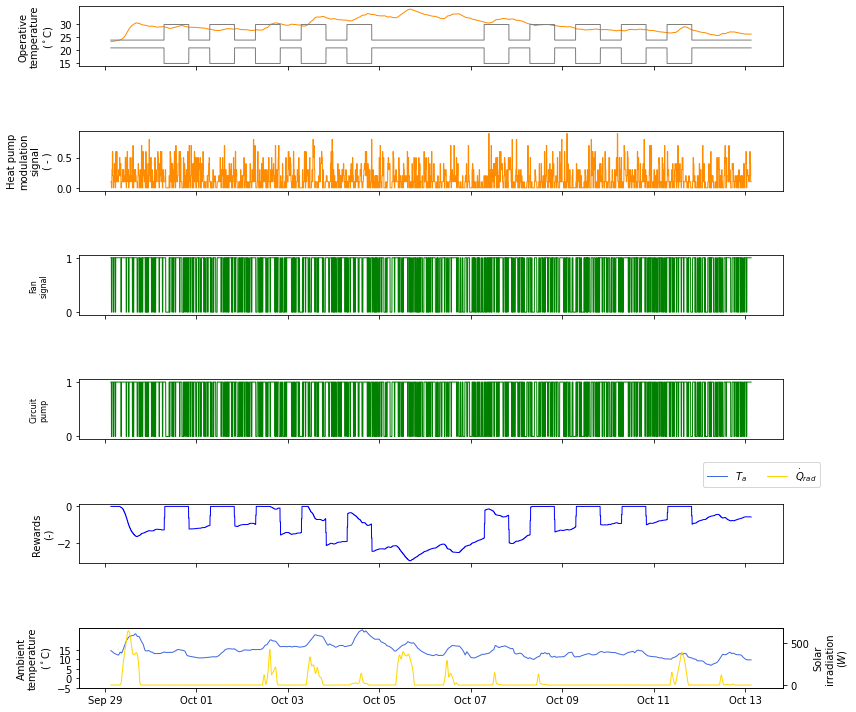 Operative
temperature
(°C)
30
25
20
15
Heat pump
modulation
signal
( - )
0.5
0.0
Fan
signal
1
0
Circuit
pump
1
0
T_a
Q̇_rad
Rewards
(-)
0
−2
Ambient
temperature
(°C)
15
10
5
0
−5
500
0
Solar
irradiation
(W)
Sep 29
Oct 01
Oct 03
Oct 05
Oct 07
Oct 09
Oct 11
Oct 13